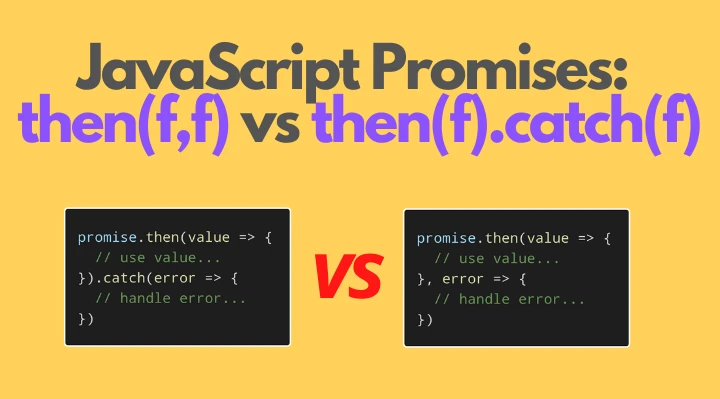 JavaScript Promises:
then(f,f) vs then(f).catch(f)
promise.then(value => {
  // use value...
}).catch(error => {
  // handle error...
})
VS
promise.then(value => {
  // use value...
}, error => {
  // handle error...
})